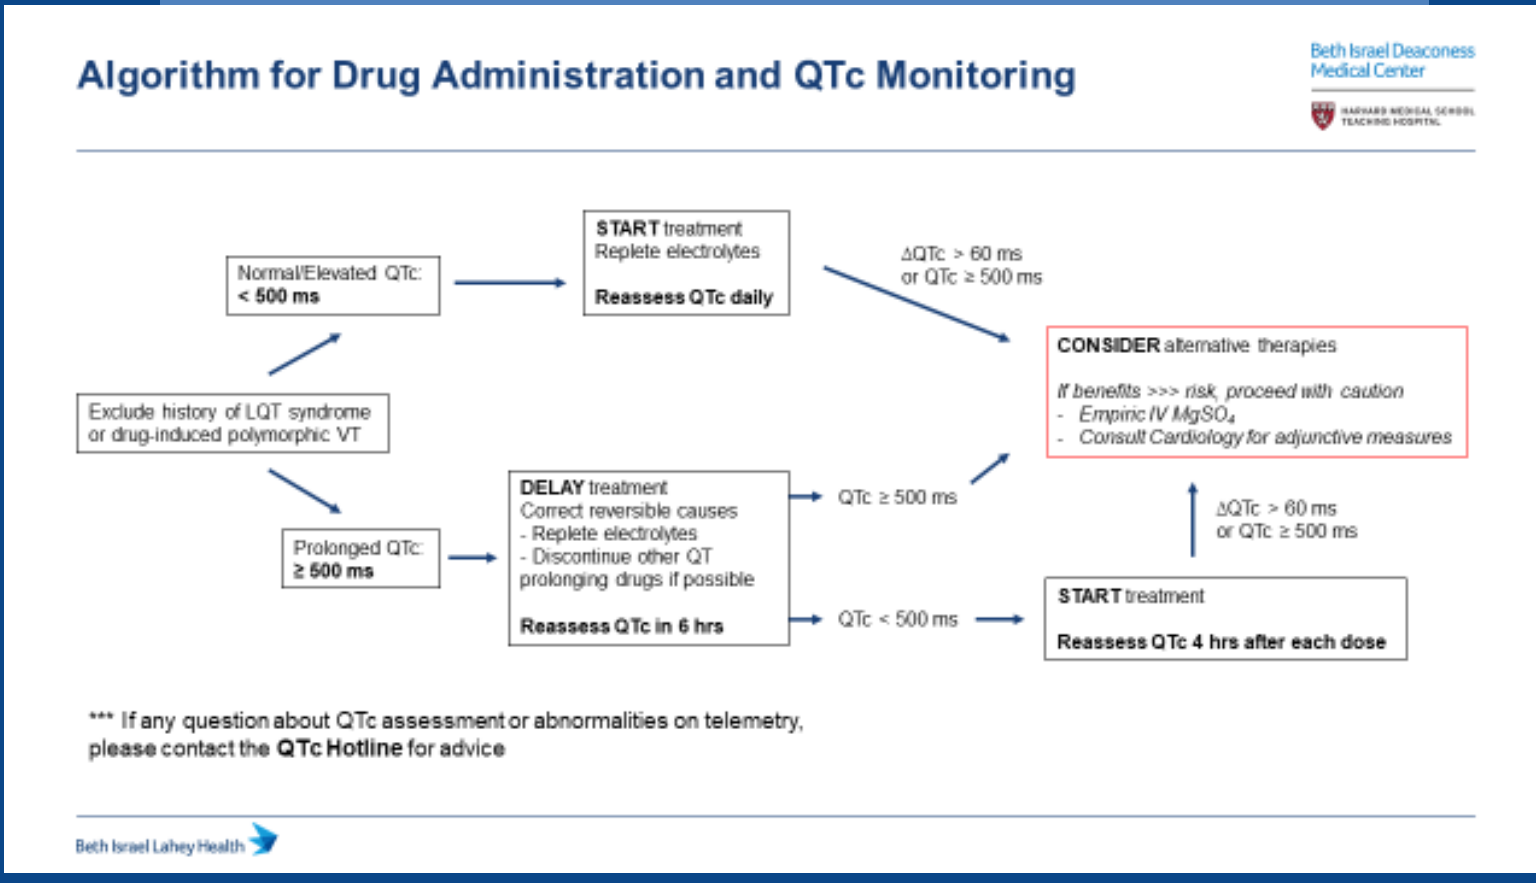 Algorithm for Drug Administration and QTc Monitoring
Beth Israel Deaconess
Medical Center
HARVARD MEDICAL SCHOOL
TEACHING HOSPITAL
START treatment
Replete electrolytes
Reassess QTc daily
Normal/Elevated QTc:
< 500 ms
ΔQTc > 60 ms
or QTc ≥ 500 ms
CONSIDER alternative therapies
If benefits >>> risk, proceed with caution
- Empiric IV MgSO₄
- Consult Cardiology for adjunctive measures
Exclude history of LQT syndrome
or drug-induced polymorphic VT
DELAY treatment
Correct reversible causes
- Replete electrolytes
- Discontinue other QT
prolonging drugs if possible
Reassess QTc in 6 hrs
QTc ≥ 500 ms
Prolonged QTc:
≥ 500 ms
ΔQTc > 60 ms
or QTc ≥ 500 ms
QTc < 500 ms
START treatment
Reassess QTc 4 hrs after each dose
*** If any question about QTc assessment or abnormalities on telemetry,
please contact the QTc Hotline for advice
Beth Israel Lahey Health